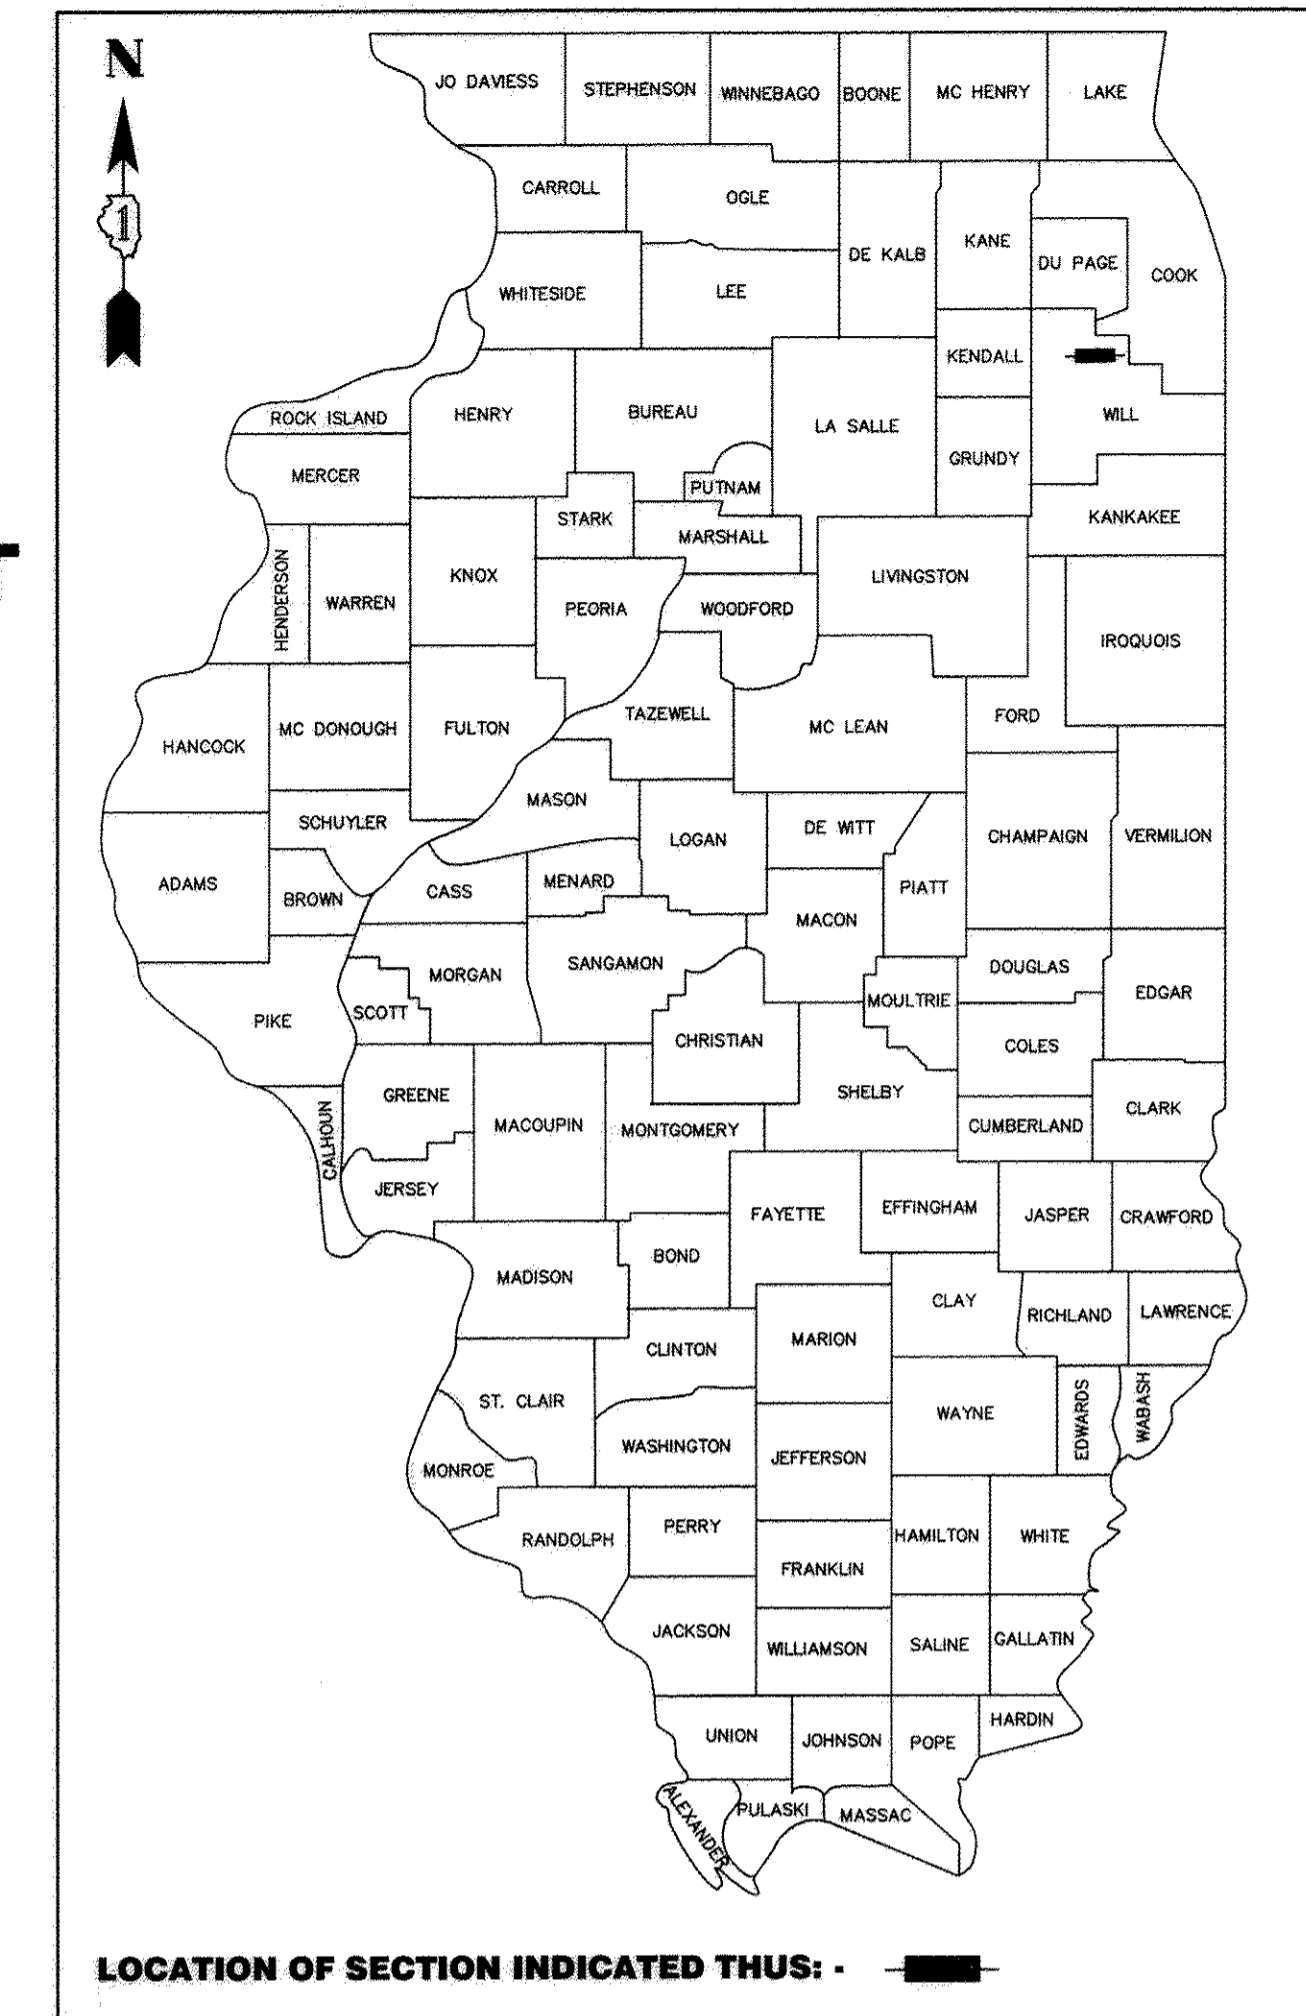 N
1
JO DAVIESS
STEPHENSON
WINNEBAGO
BOONE
MC HENRY
LAKE
CARROLL
OGLE
DE KALB
KANE
DU PAGE
COOK
WHITESIDE
LEE
KENDALL
ROCK ISLAND
HENRY
BUREAU
LA SALLE
WILL
GRUNDY
MERCER
PUTNAM
STARK
MARSHALL
KANKAKEE
HENDERSON
WARREN
KNOX
PEORIA
WOODFORD
LIVINGSTON
IROQUOIS
HANCOCK
MC DONOUGH
FULTON
TAZEWELL
MC LEAN
FORD
MASON
SCHUYLER
LOGAN
DE WITT
CHAMPAIGN
VERMILION
ADAMS
BROWN
CASS
MENARD
PIATT
MACON
SANGAMON
MORGAN
DOUGLAS
EDGAR
PIKE
SCOTT
MOULTRIE
CHRISTIAN
COLES
GREENE
SHELBY
CLARK
CALHOUN
MACOUPIN
MONTGOMERY
CUMBERLAND
JERSEY
FAYETTE
EFFINGHAM
JASPER
CRAWFORD
BOND
MADISON
CLAY
RICHLAND
LAWRENCE
MARION
CLINTON
ST. CLAIR
WAYNE
EDWARDS
WABASH
WASHINGTON
JEFFERSON
MONROE
RANDOLPH
PERRY
HAMILTON
WHITE
FRANKLIN
JACKSON
WILLIAMSON
SALINE
GALLATIN
UNION
JOHNSON
POPE
HARDIN
ALEXANDER
PULASKI
MASSAC
LOCATION OF SECTION INDICATED THUS: -